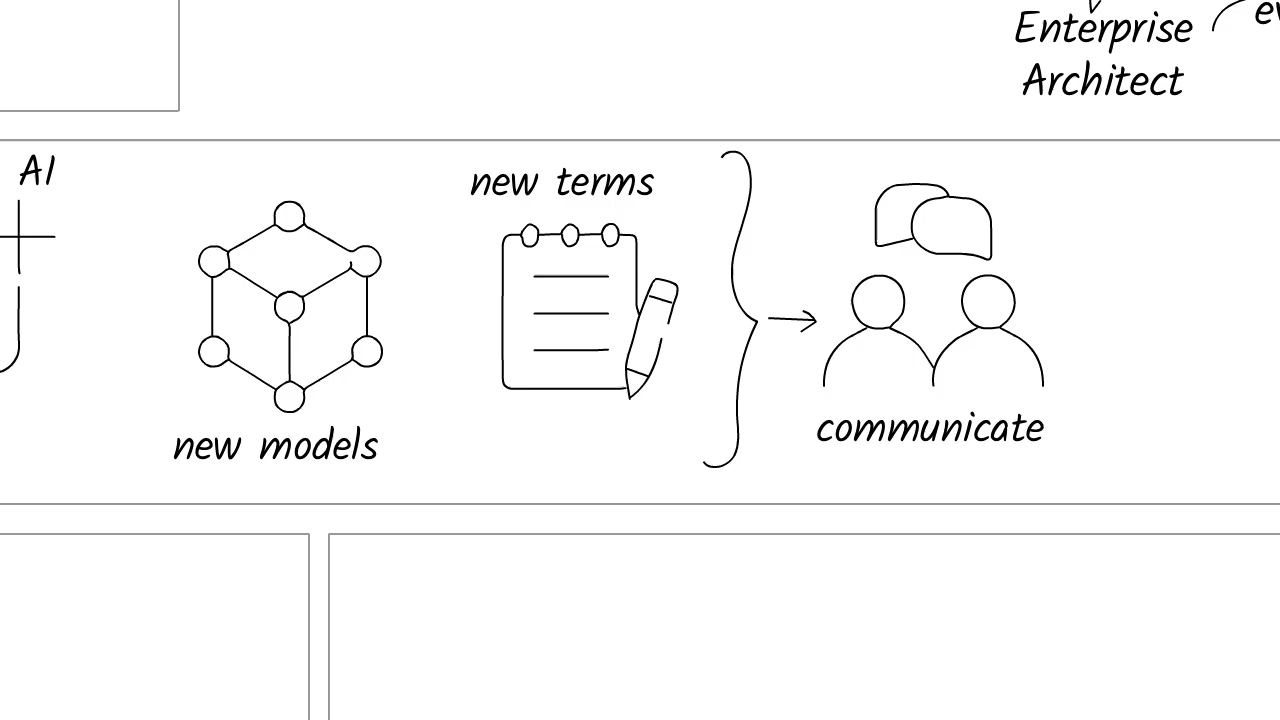 Enterprise
Architect
AI
new terms
new models
communicate